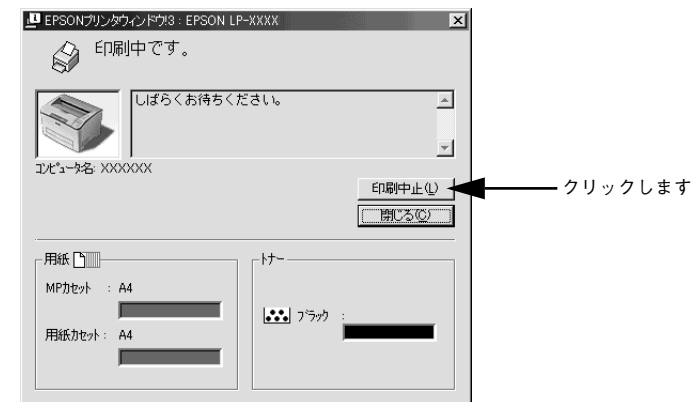 EPSONプリンタウィンドウ!3 : EPSON LP-XXXX
印刷中です。
しばらくお待ちください。
コンピュータ名: XXXXXX
印刷中止(L)
クリックします
閉じる(C)
用紙
トナー
MPカセット : A4
ブラック :
用紙カセット : A4